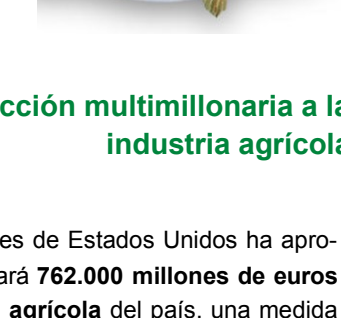 cción multimillonaria a la
industria agrícola
es de Estados Unidos ha apro-
ará 762.000 millones de euros
agrícola del país, una medida